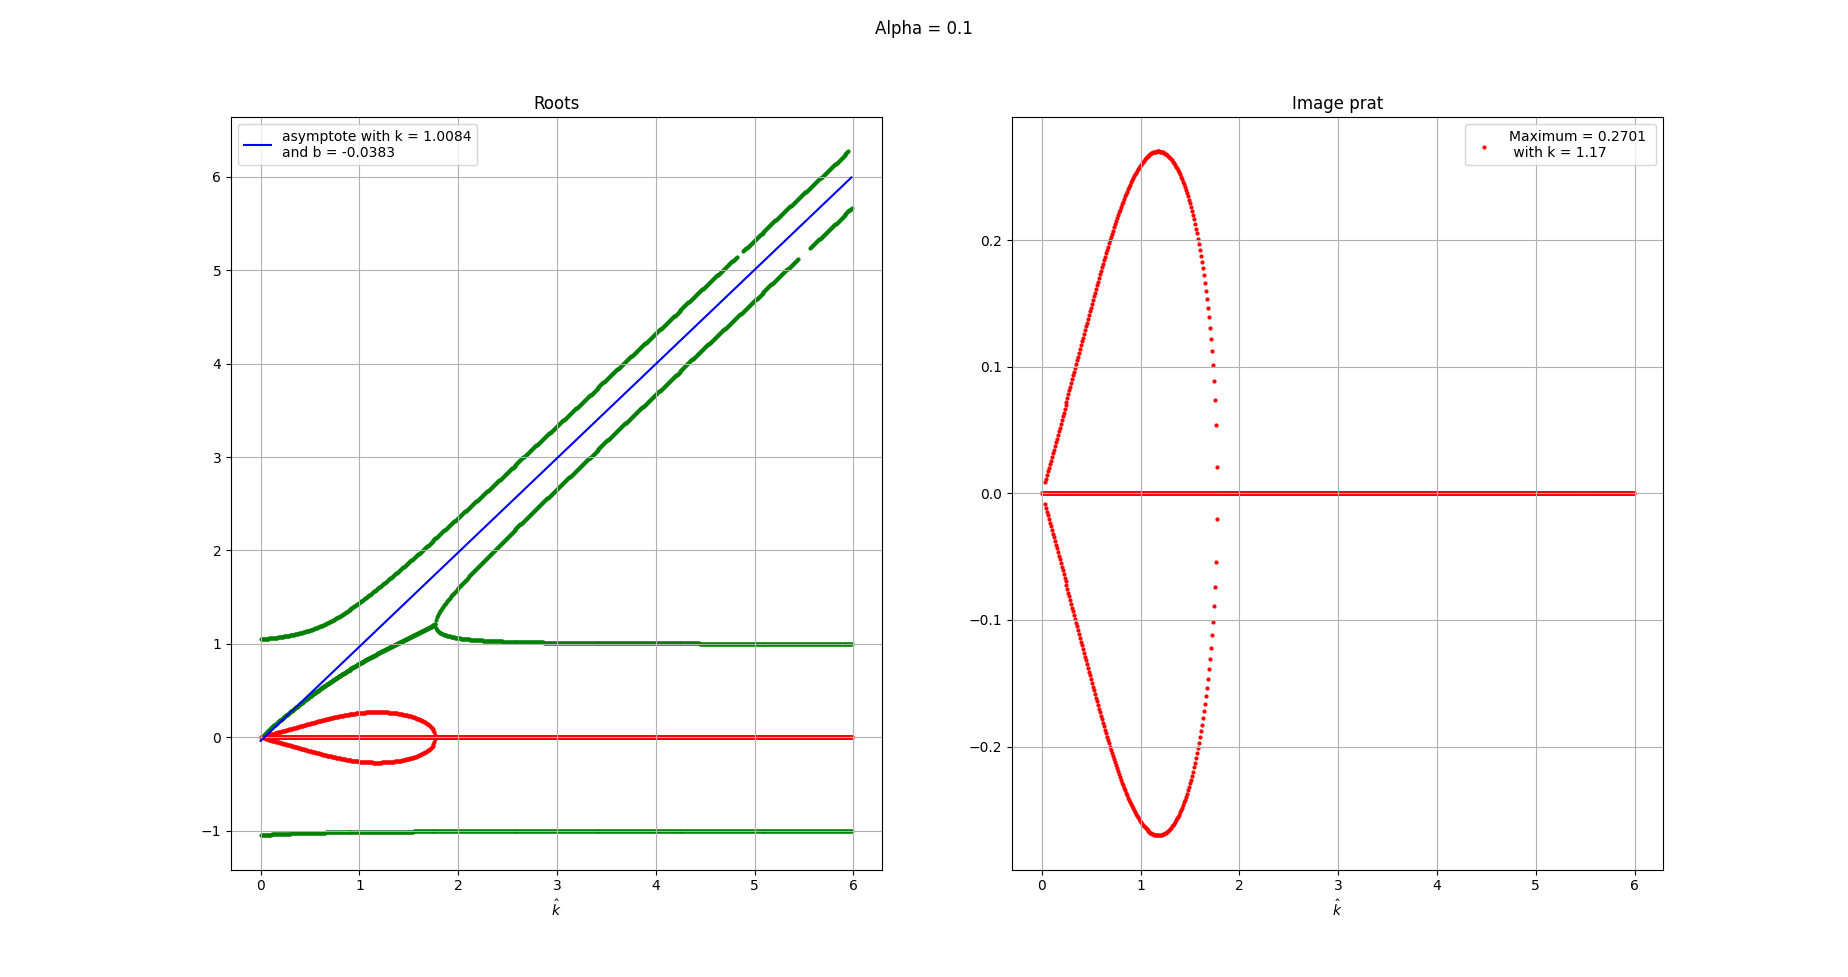 Alpha = 0.1
Roots
asymptote with k = 1.0084
and b = -0.0383
6
5
4
3
2
1
0
−1
0 1 2 3 4 5 6
k̂
Image prat
Maximum = 0.2701
with k = 1.17
0.2
0.1
0.0
−0.1
−0.2
0 1 2 3 4 5 6
k̂